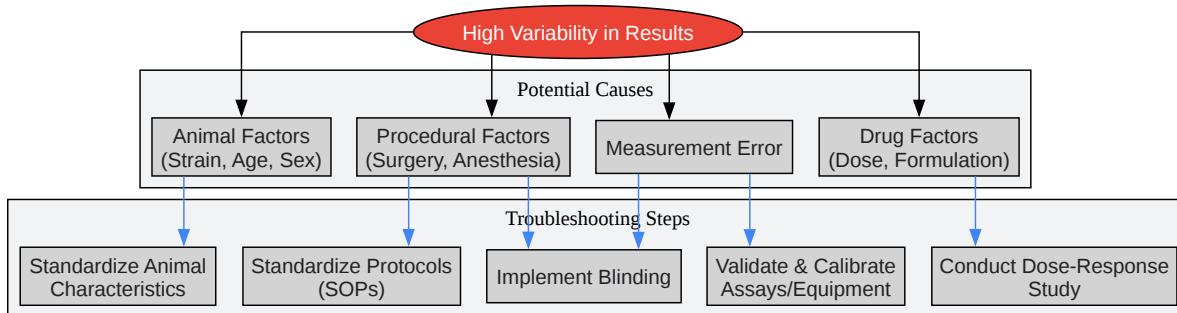 High Variability in Results
Potential Causes
Animal Factors
(Strain, Age, Sex)
Procedural Factors
(Surgery, Anesthesia)
Measurement Error
Drug Factors
(Dose, Formulation)
Troubleshooting Steps
Standardize Animal
Characteristics
Standardize Protocols
(SOPs)
Implement Blinding
Validate & Calibrate
Assays/Equipment
Conduct Dose-Response
Study